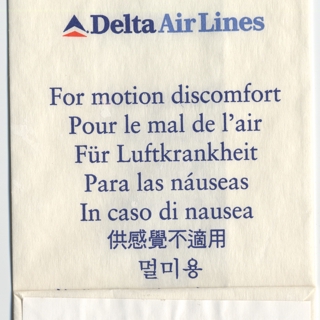 Delta Air Lines
For motion discomfort
Pour le mal de l'air
Für Luftkrankheit
Para las náuseas
In caso di nausea
供感覺不適用
멀미용